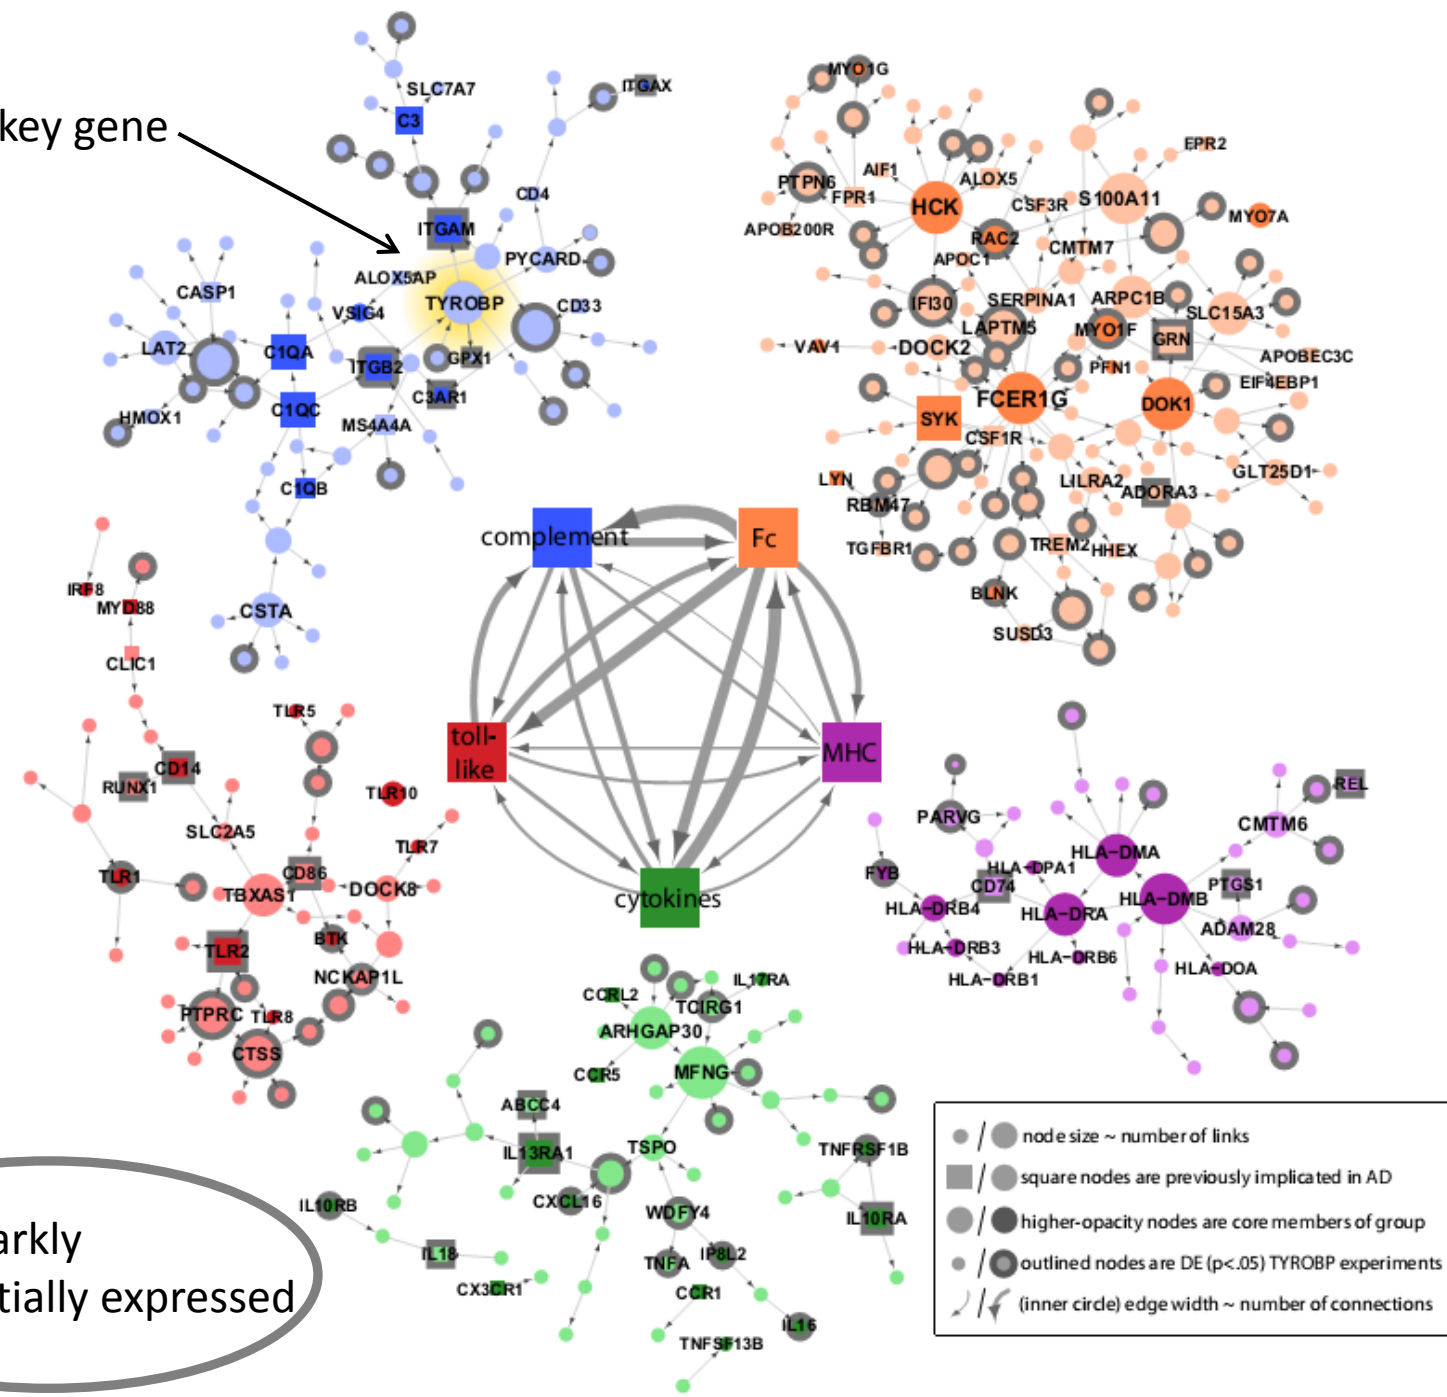 key gene
SLC7A7
C3
ITGAX
CD4
ITGAM
PYCARD
ALOX5AP
TYROBP
CD33
CASP1
VSIG4
LAT2
C1QA
GPX1
ITGB2
C3AR1
C1QC
HMOX1
MS4A4A
C1QB
CSTA
MYO1G
FPR2
PTPN6
AIF1
FPR1
ALOX5
HCK
CSF3R
S100A11
MYO7A
APOB200R
RAC2
CMTM7
APOC1
IFI30
SERPINA1
ARPC1B
SLC15A3
LAPTM5
MYO1F
GRN
VAV1
DOCK2
PFN1
APOBEC3C
EIF4EBP1
FCER1G
DOK1
SYK
CSF1R
LYN
LILRA2
ADORA3
GLT25D1
RBM47
TGFBR1
TREM2
HHEX
BLNK
SUSD3
complement
Fc
toll-
like
MHC
cytokines
IRF8
MYD88
CLIC1
TLR5
CD14
RUNX1
TLR10
SLC2A5
TLR7
TLR1
CD86
TBXAS1
DOCK8
BTK
TLR2
NCKAP1L
PTPRC
TLR8
CTSS
REL
PARVG
CMTM6
HLA-DMA
FYB
HLA-DPA1
CD74
PTGS1
HLA-DRB4
HLA-DRA
HLA-DMB
ADAM28
HLA-DRB3
HLA-DRB6
HLA-DOA
HLA-DRB1
IL17RA
CCRL2
TCIRG1
ARHGAP30
CCR5
MFNG
ABCC4
IL13RA1
TSPO
TNFRSF1B
CXCL16
IL10RB
WDFY4
IL10RA
IL18
TNFA
IP8L2
CX3CR1
CCR1
IL16
TNFSF13B
node size ~ number of links
square nodes are previously implicated in AD
higher-opacity nodes are core members of group
outlined nodes are DE (p<.05) TYROBP experiments
(inner circle) edge width ~ number of connections
arkly
tially expressed